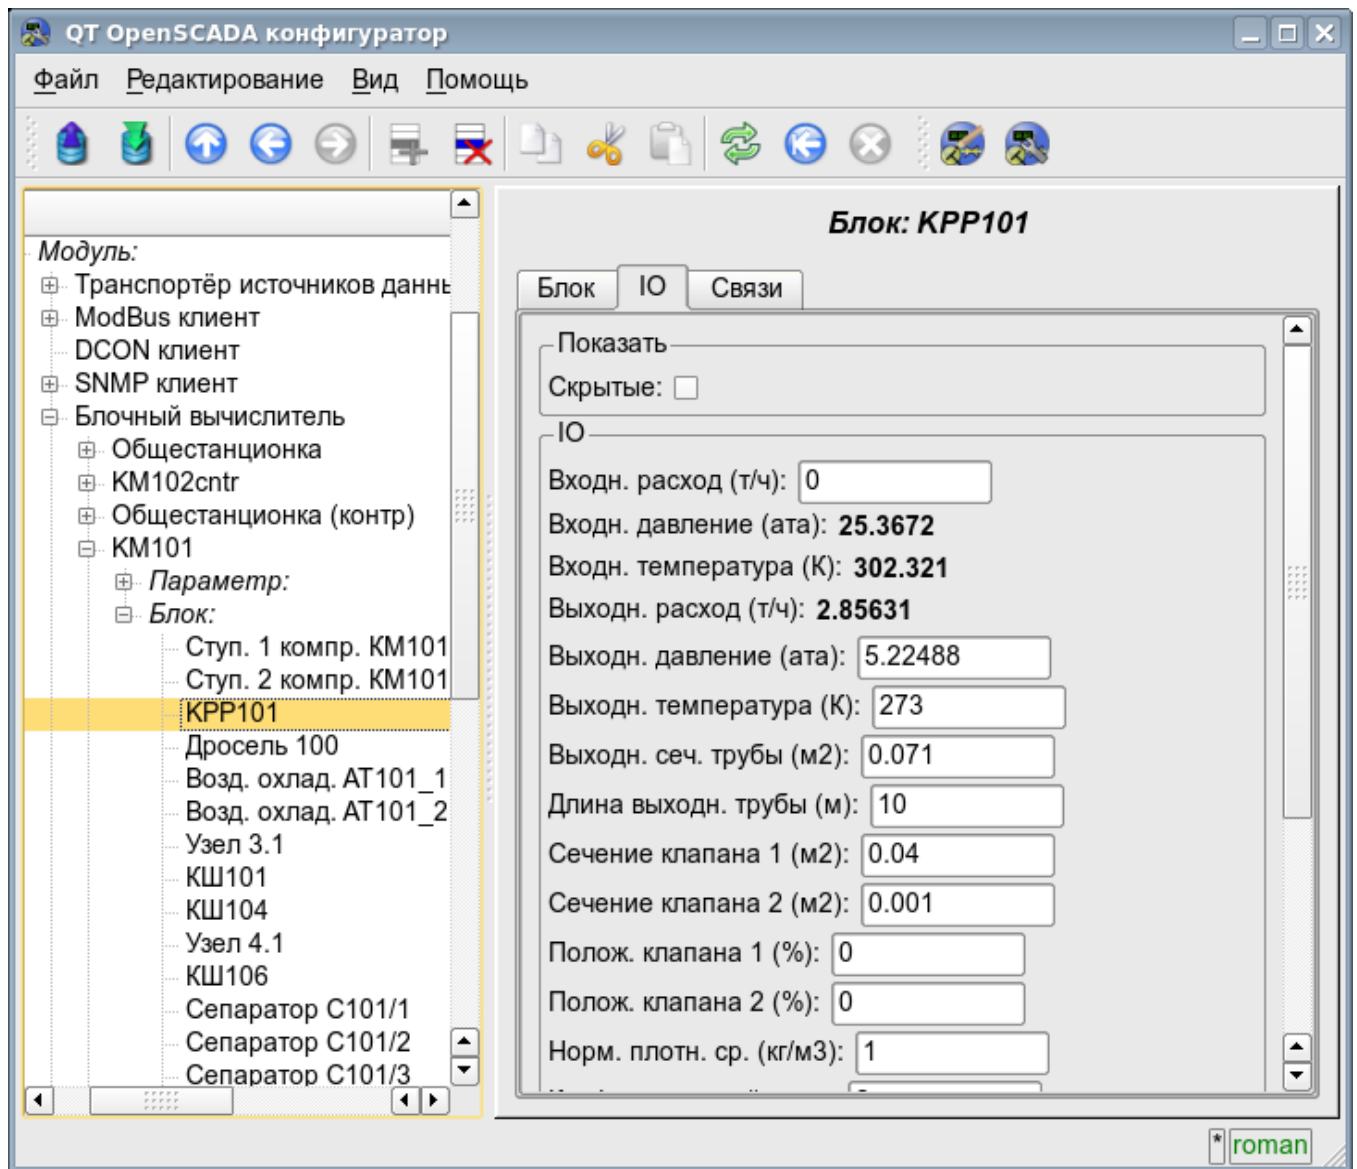 QT OpenSCADA конфигуратор
Файл Редактирование Вид Помощь
Модуль:
Транспортёр источников данны
ModBus клиент
DCON клиент
SNMP клиент
Блочный вычислитель
Общестанционка
KM102cntr
Общестанционка (контр)
KM101
Параметр:
Блок:
Ступ. 1 компр. КМ101
Ступ. 2 компр. КМ101
KPP101
Дросель 100
Возд. охлад. АТ101_1
Возд. охлад. АТ101_2
Узел 3.1
КШ101
КШ104
Узел 4.1
КШ106
Сепаратор С101/1
Сепаратор С101/2
Сепаратор С101/3
Блок: KPP101
Блок IO Связи
Показать
Скрытые:
IO
Входн. расход (т/ч): 0
Входн. давление (ата): 25.3672
Входн. температура (К): 302.321
Выходн. расход (т/ч): 2.85631
Выходн. давление (ата): 5.22488
Выходн. температура (К): 273
Выходн. сеч. трубы (м2): 0.071
Длина выходн. трубы (м): 10
Сечение клапана 1 (м2): 0.04
Сечение клапана 2 (м2): 0.001
Полож. клапана 1 (%): 0
Полож. клапана 2 (%): 0
Норм. плотн. ср. (кг/м3): 1
* roman